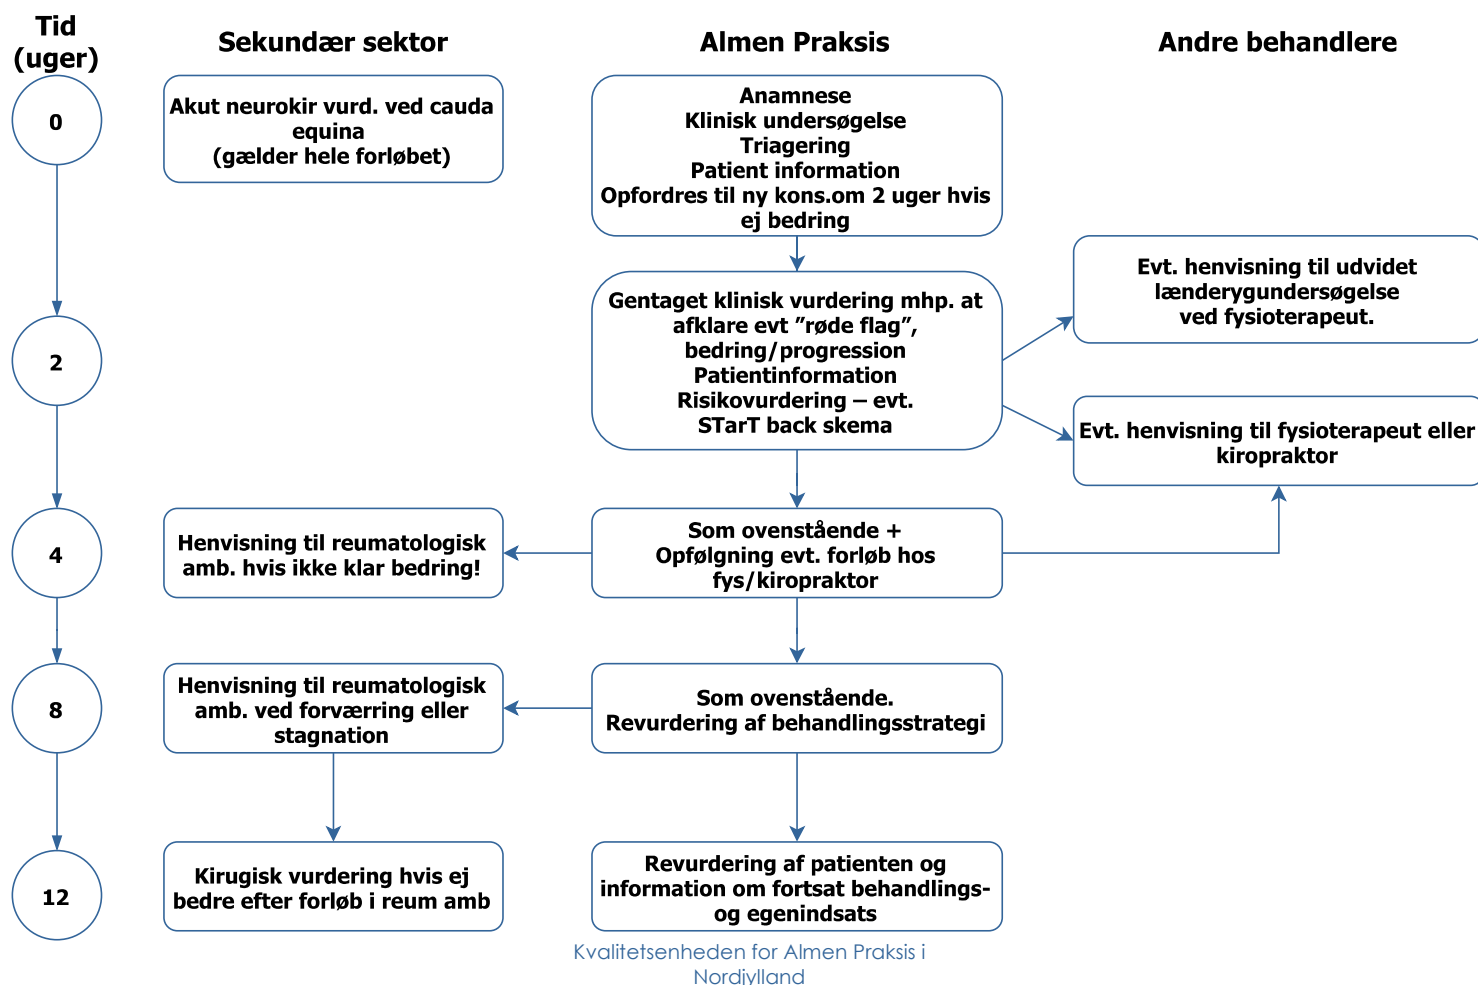 Tid
(uger)
Sekundær sektor
Almen Praksis
Andre behandlere
0
Akut neurokir vurd. ved cauda
equina
(gælder hele forløbet)
Anamnese
Klinisk undersøgelse
Triagering
Patient information
Opfordres til ny kons.om 2 uger hvis
ej bedring
2
Gentaget klinisk vurdering mhp. at
afklare evt ”røde flag”,
bedring/progression
Patientinformation
Risikovurdering – evt.
STarT back skema
Evt. henvisning til udvidet
lænderygundersøgelse
ved fysioterapeut.
Evt. henvisning til fysioterapeut eller
kiropraktor
4
Henvisning til reumatologisk
amb. hvis ikke klar bedring!
Som ovenstående +
Opfølgning evt. forløb hos
fys/kiropraktor
8
Henvisning til reumatologisk
amb. ved forværring eller
stagnation
Som ovenstående.
Revurdering af behandlingsstrategi
12
Kirugisk vurdering hvis ej
bedre efter forløb i reum amb
Revurdering af patienten og
information om fortsat behandlings-
og egenindsats
Kvalitetsenheden for Almen Praksis i
Nordjylland